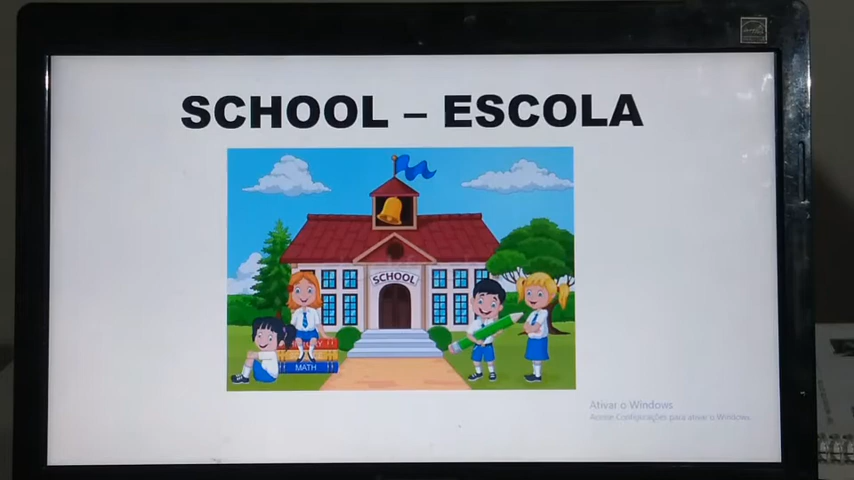 SCHOOL – ESCOLA
SCHOOL
MATH
Ativar o Windows
Acesse Configurações para ativar o Windows.